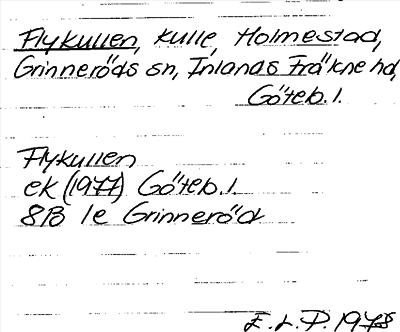 Flykullen, kulle, Holmestad,
Grinneröds sn, Inlands Fräkne hd,
Göteb. l.
Flykullen
ek (1977) Göteb. l.
8B 1e Grinneröd
E. L. P. 1978